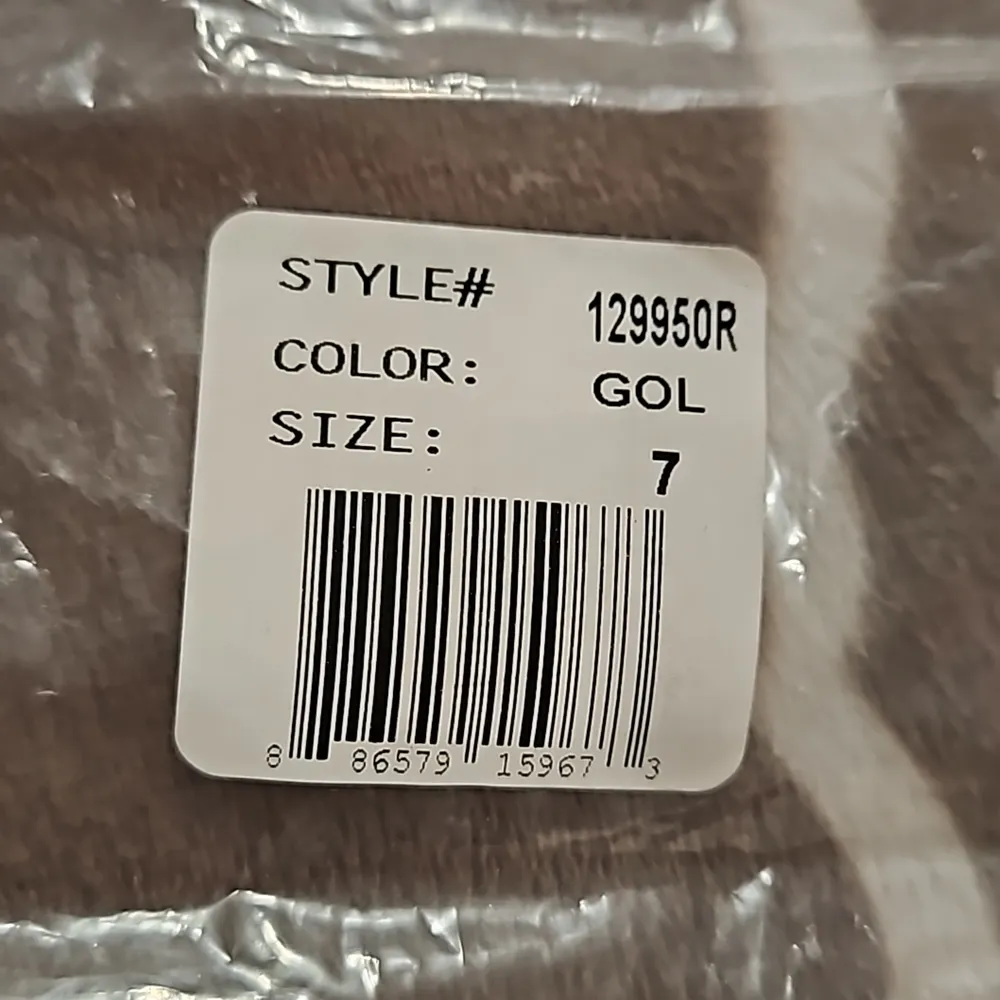 STYLE# 129950R
COLOR: GOL
SIZE: 7
8 86579 15967 3